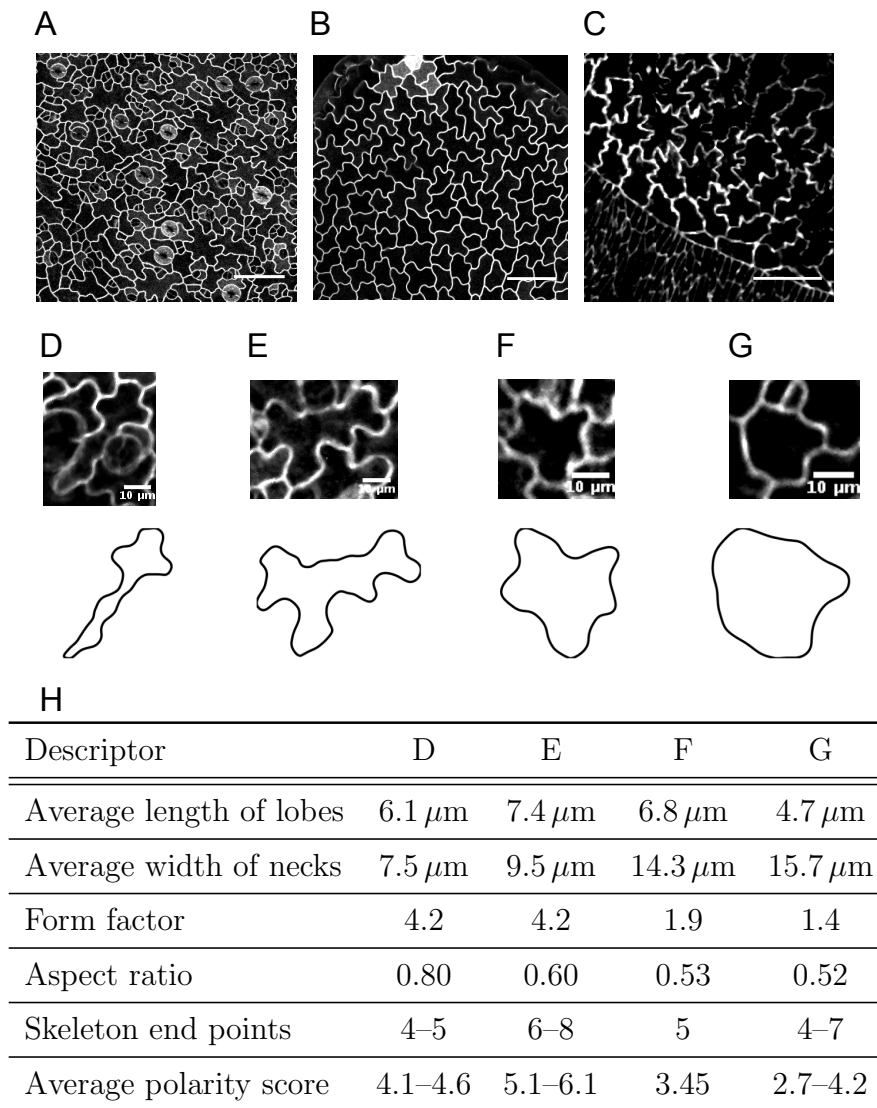 A B C
D E F G
10 µm 10 µm 10 µm 10 µm
H
Descriptor D E F G
Average length of lobes 6.1 µm 7.4 µm 6.8 µm 4.7 µm
Average width of necks 7.5 µm 9.5 µm 14.3 µm 15.7 µm
Form factor 4.2 4.2 1.9 1.4
Aspect ratio 0.80 0.60 0.53 0.52
Skeleton end points 4–5 6–8 5 4–7
Average polarity score 4.1–4.6 5.1–6.1 3.45 2.7–4.2